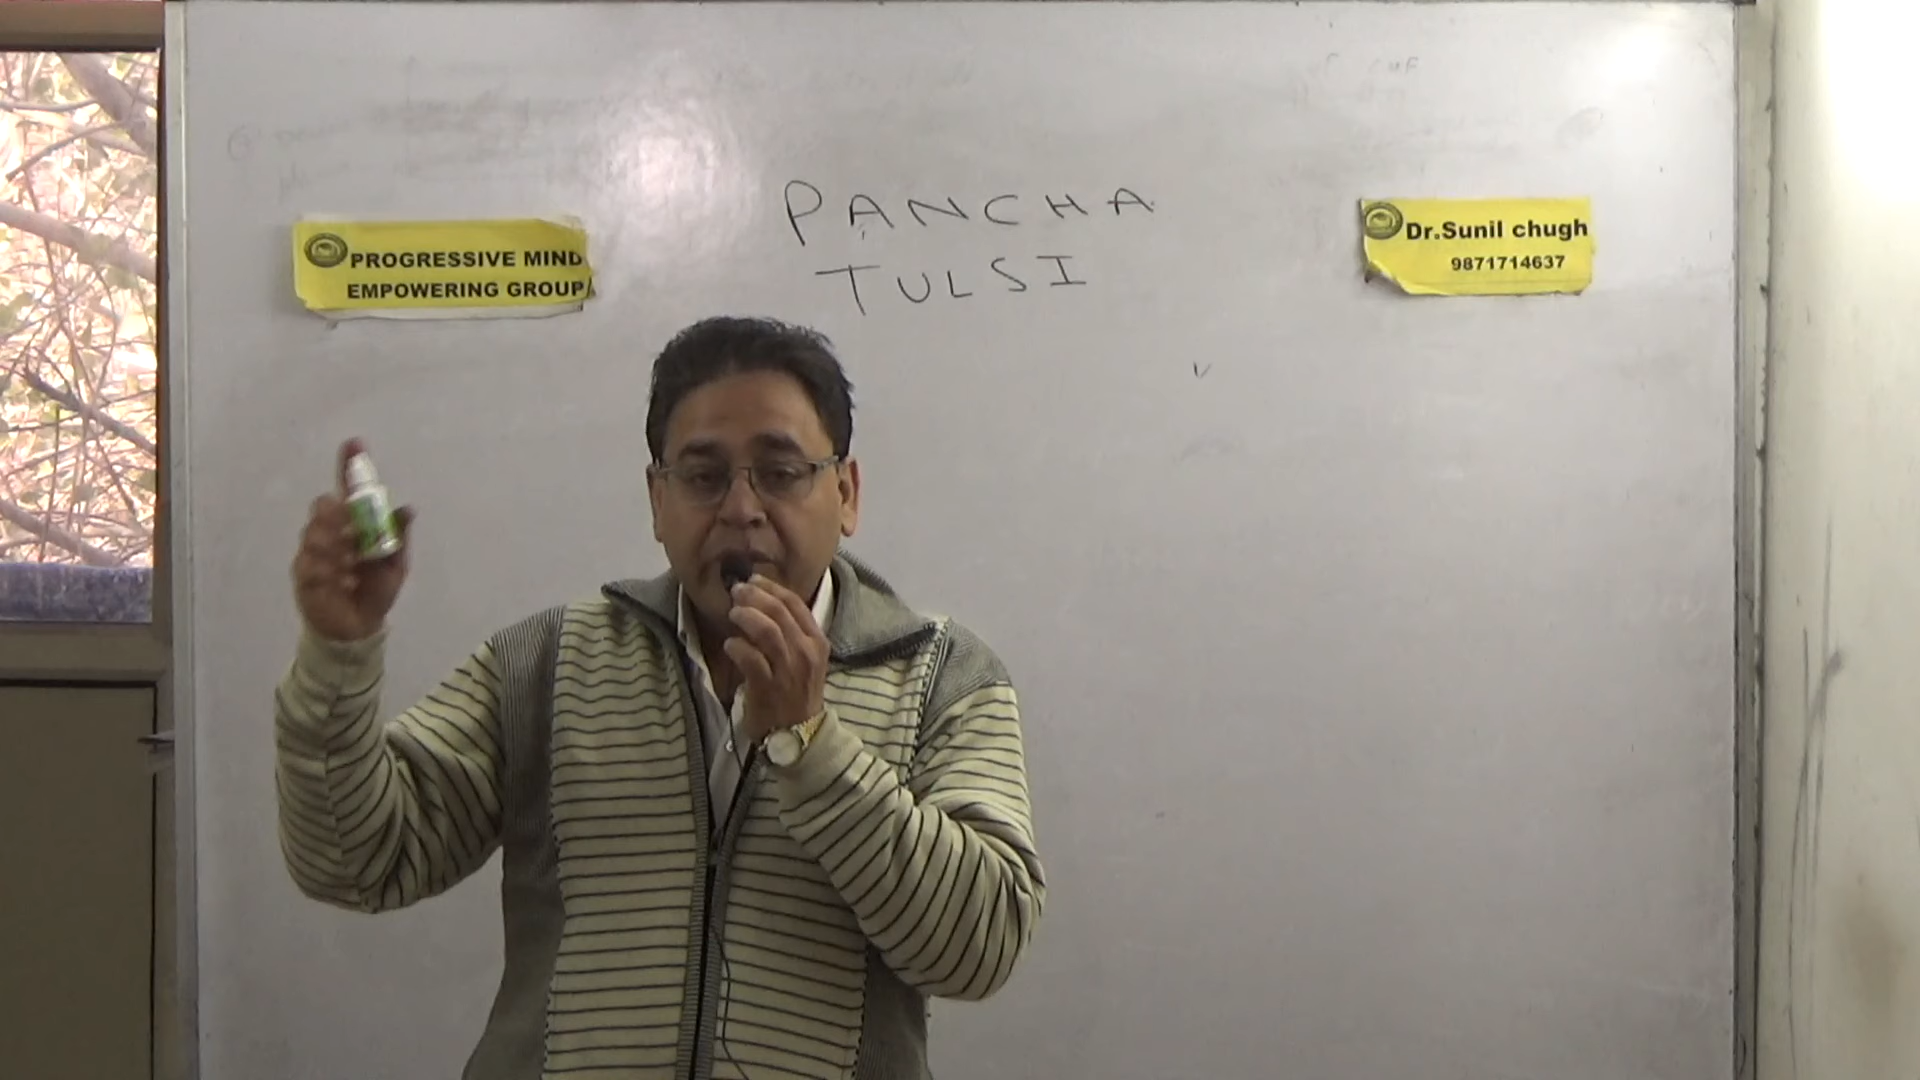 PANCHA
TULSI
PROGRESSIVE MIND
EMPOWERING GROUP
Dr.Sunil chugh
9871714637